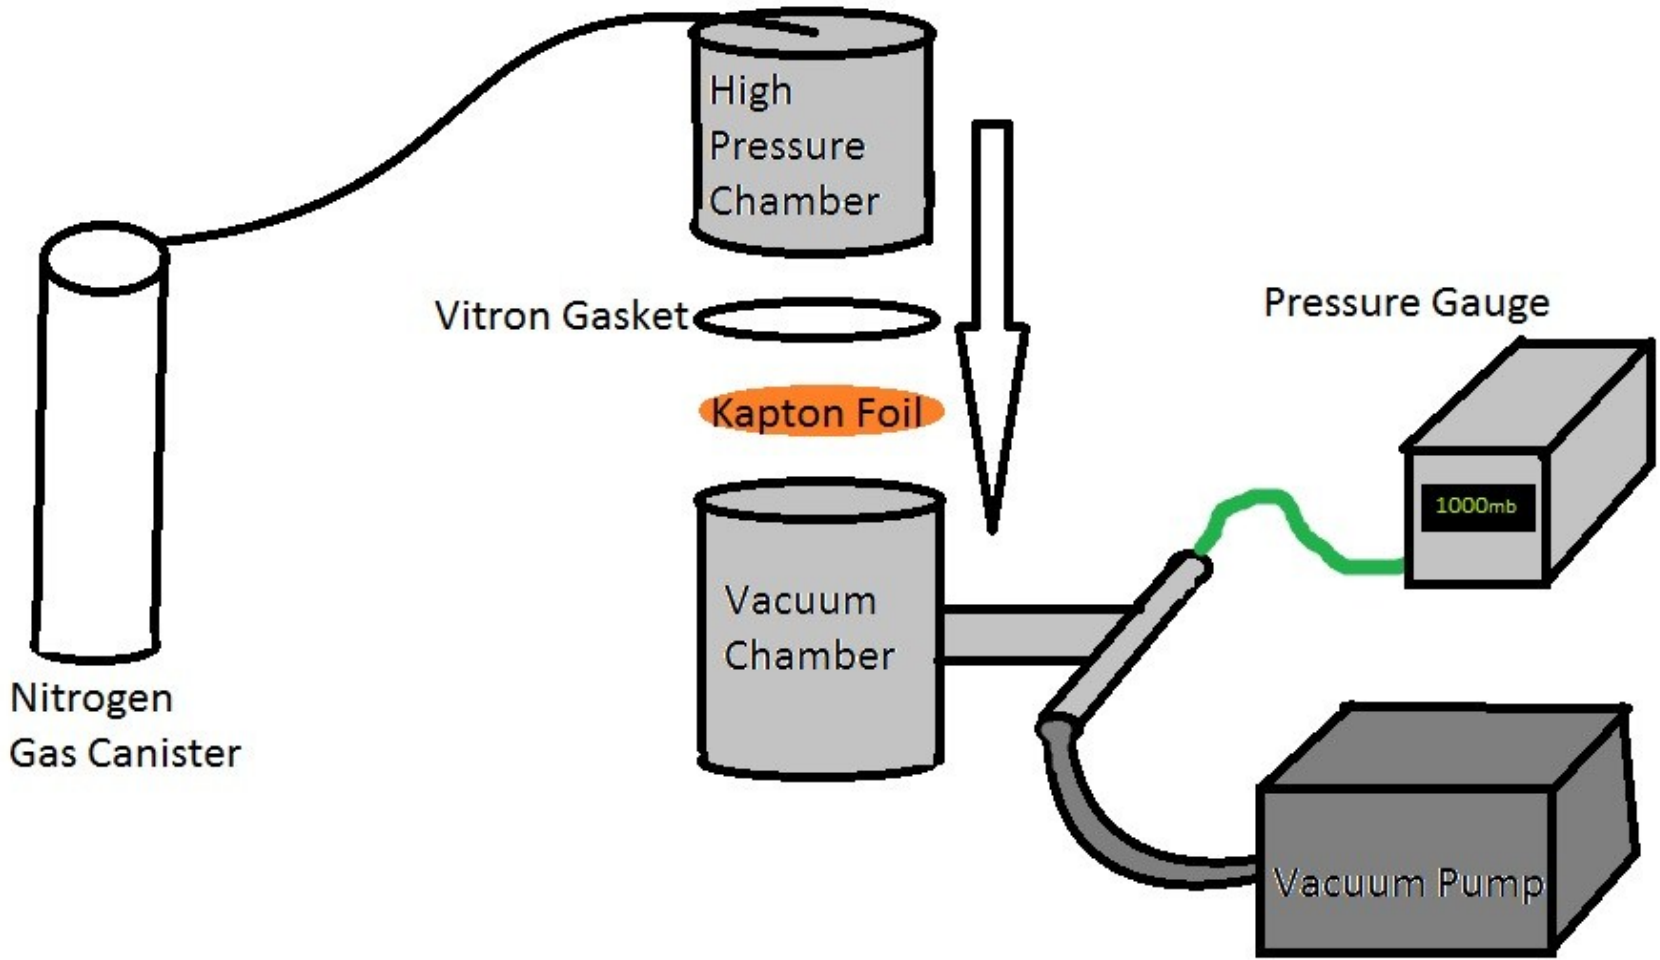 High
Pressure
Chamber
Vitron Gasket
Pressure Gauge
Kapton Foil
1000mb
Vacuum
Chamber
Nitrogen
Gas Canister
Vacuum Pump